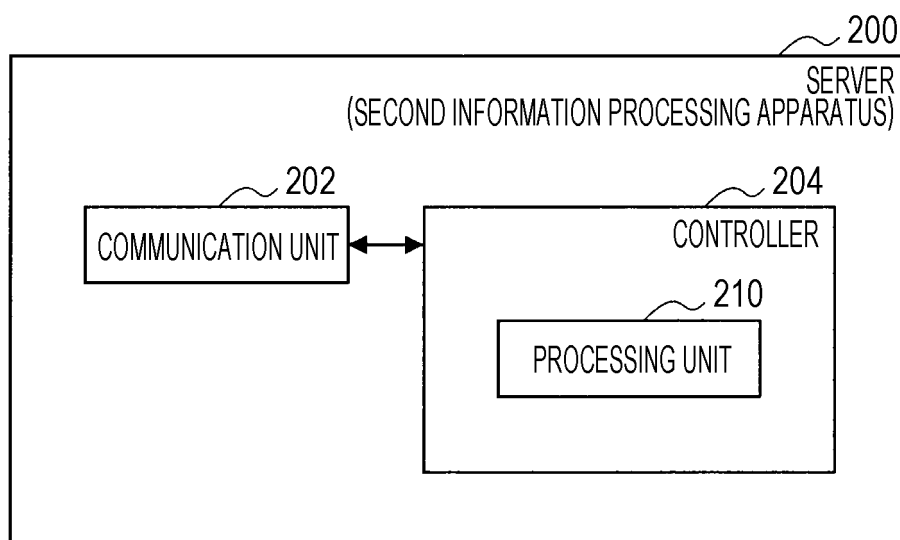 200
SERVER
(SECOND INFORMATION PROCESSING APPARATUS)
202
204
COMMUNICATION UNIT
CONTROLLER
210
PROCESSING UNIT